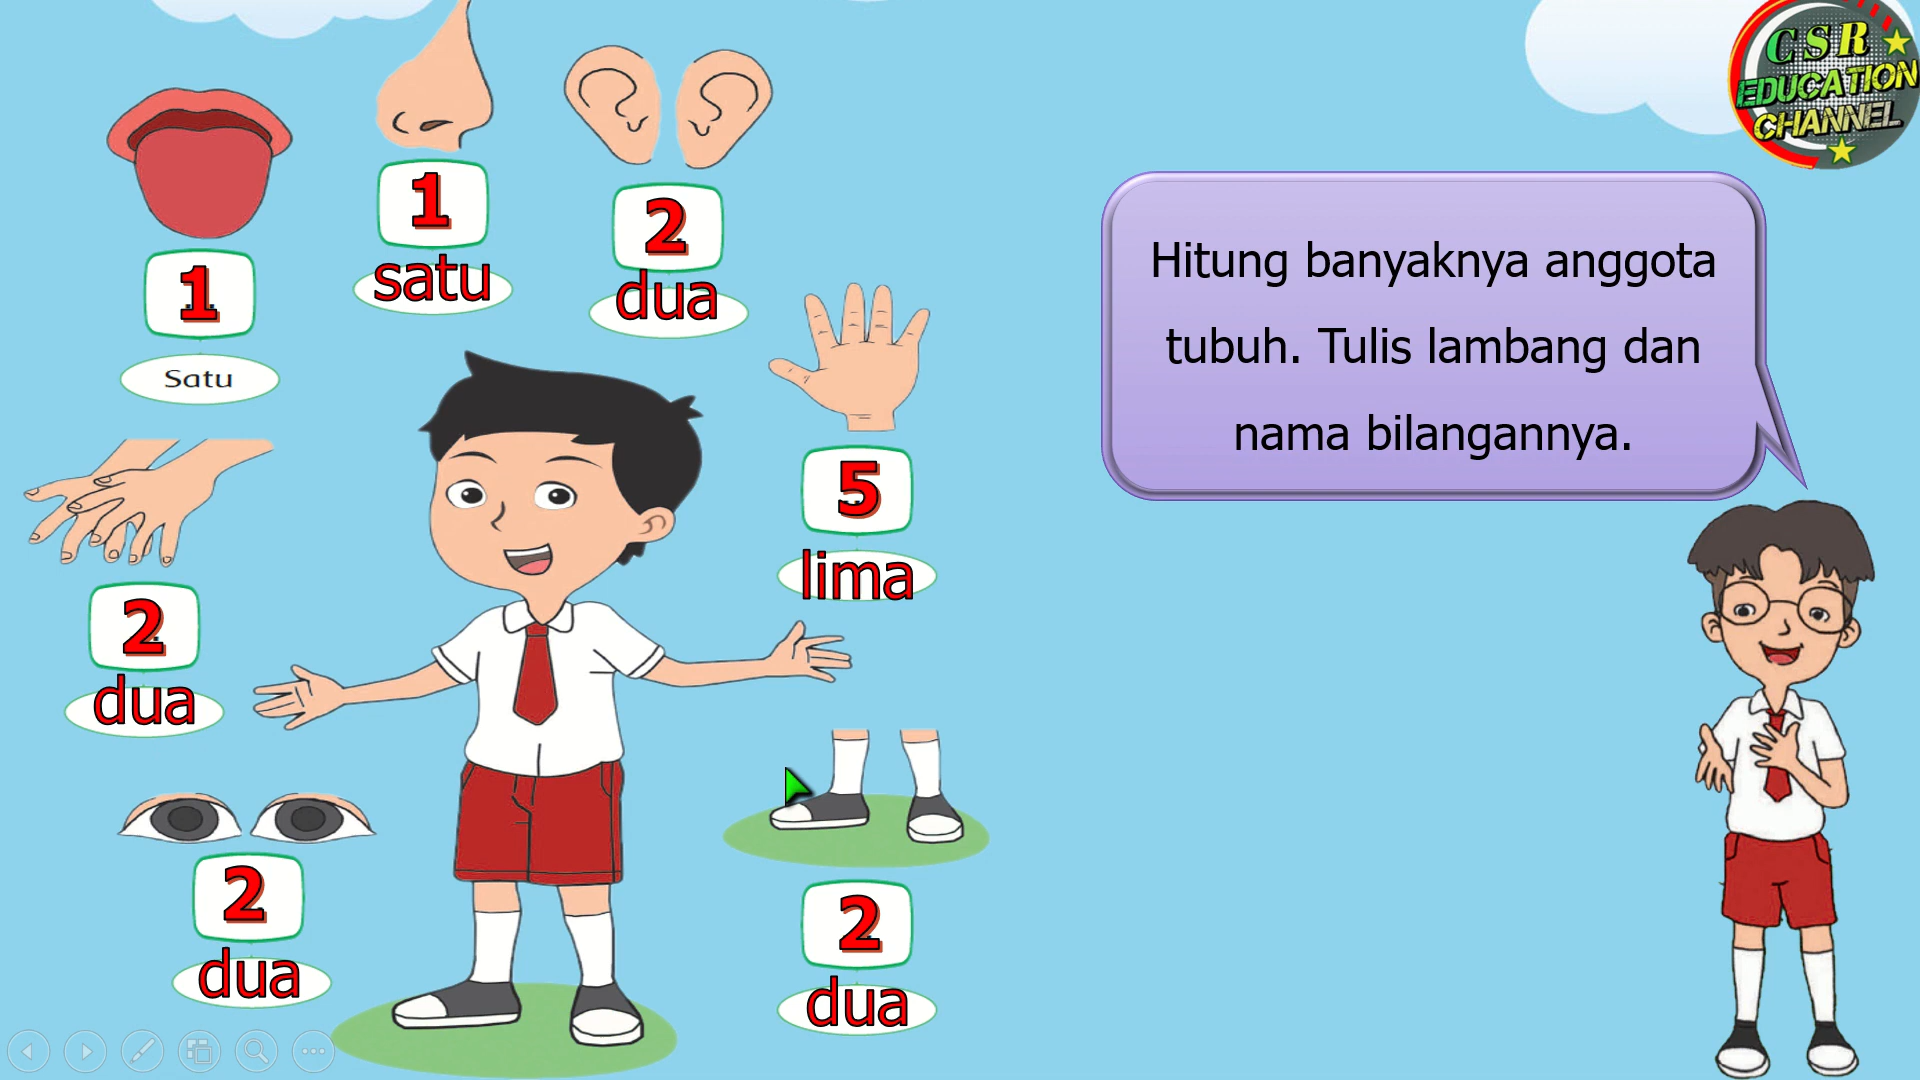 CSR
EDUCATION
CHANNEL
1
satu
2
dua
1
Satu
Hitung banyaknya anggota
tubuh. Tulis lambang dan
nama bilangannya.
5
lima
2
dua
2
dua
2
dua